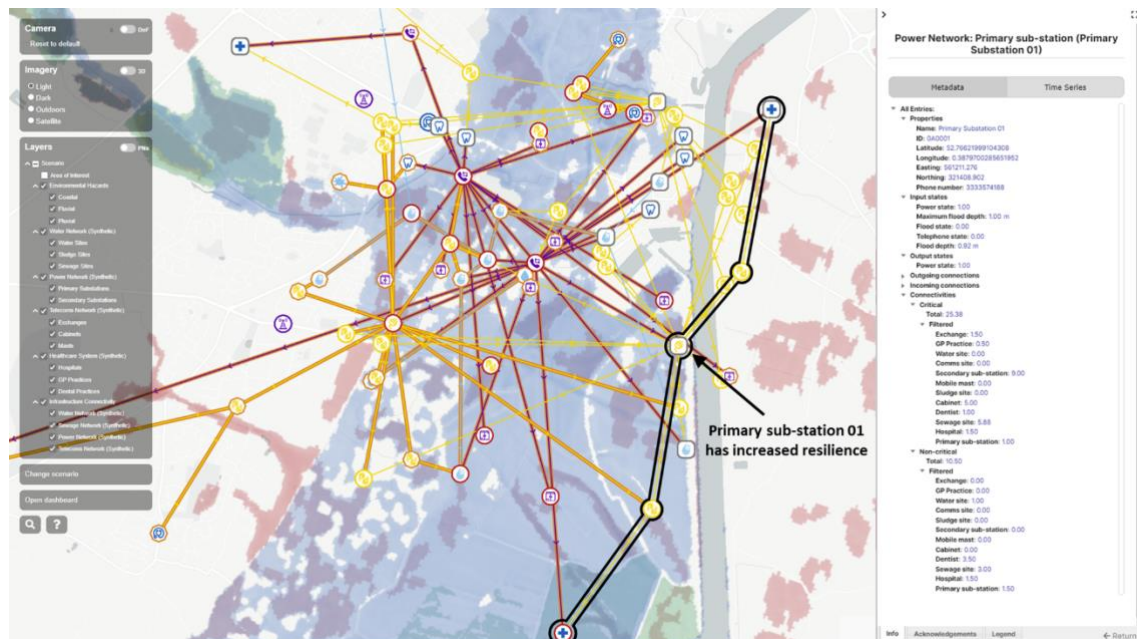 Camera
DoF
Reset to default
Imagery
3D
Light
Dark
Outdoors
Satellite
Layers
PNs
Scenario
Area of Interest
Environmental Hazards
Coastal
Fluvial
Pluvial
Water Network (Synthetic)
Water Sites
Sludge Sites
Sewage Sites
Power Network (Synthetic)
Primary Substations
Secondary Substations
Telecoms Network (Synthetic)
Exchanges
Cabinets
Masts
Healthcare System (Synthetic)
Hospitals
GP Practices
Dental Practices
Infrastructure Connectivity
Water Network (Synthetic)
Sewage Network (Synthetic)
Power Network (Synthetic)
Telecoms Network (Synthetic)
Change scenario
Open dashboard
?
Primary sub-station 01
has increased resilience
Power Network: Primary sub-station (Primary
Substation 01)
Metadata
Time Series
All Entries:
Properties
Name: Primary Substation 01
ID: 0A0001
Latitude: 52.76621999104308
Longitude: 0.3879700285651952
Easting: 561211.276
Northing: 321408.902
Phone number: 3333574188
Input states
Power state: 1.00
Maximum flood depth: 1.00 m
Flood state: 0.00
Telephone state: 0.00
Flood depth: 0.92 m
Output states
Power state: 1.00
Outgoing connections
Incoming connections
Connectivities
Critical
Total: 25.38
Filtered
Exchange: 1.50
GP Practice: 0.50
Water site: 0.00
Comms site: 0.00
Secondary sub-station: 9.00
Mobile mast: 0.00
Sludge site: 0.00
Cabinet: 5.00
Dentist: 1.00
Sewage site: 5.88
Hospital: 1.50
Primary sub-station: 1.00
Non-critical
Total: 10.50
Filtered
Exchange: 0.00
GP Practice: 0.00
Water site: 1.00
Comms site: 0.00
Sludge site: 0.00
Secondary sub-station: 0.00
Mobile mast: 0.00
Cabinet: 0.00
Dentist: 3.50
Sewage site: 3.00
Hospital: 1.50
Primary sub-station: 1.50
Info
Acknowledgements
Legend
← Return